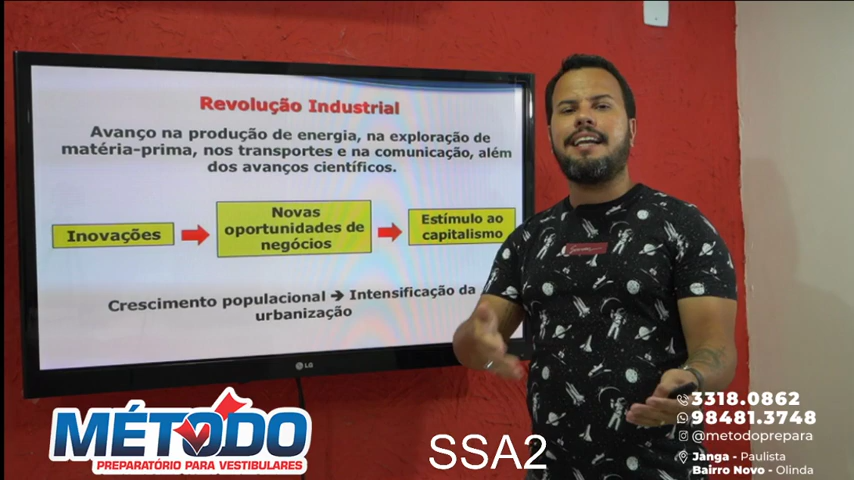 Revolução Industrial
Avanço na produção de energia, na exploração de
matéria-prima, nos transportes e na comunicação, além
dos avanços científicos.
Inovações
Novas
oportunidades de
negócios
Estímulo ao
capitalismo
Crescimento populacional ➔ Intensificação da
urbanização
LG
MÉTODO
PREPARATÓRIO PARA VESTIBULARES
SSA2
3318.0862
98481.3748
@metodoprepara
Janga - Paulista
Bairro Novo - Olinda